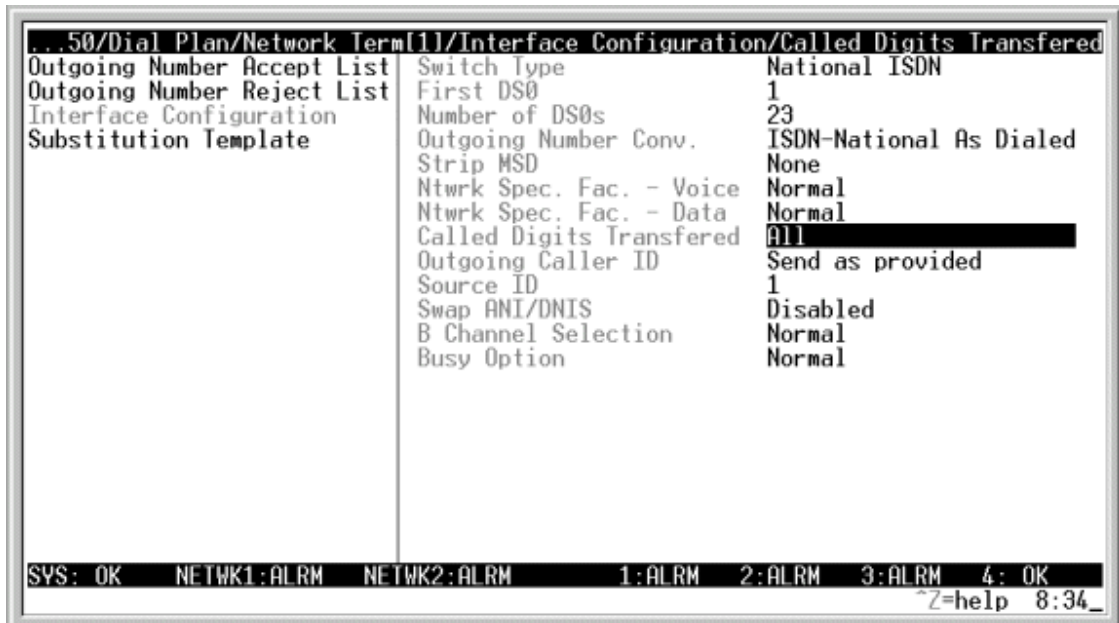 ...50/Dial Plan/Network Term[1]/Interface Configuration/Called Digits Transfered
Outgoing Number Accept List
Outgoing Number Reject List
Interface Configuration
Substitution Template
Switch Type National ISDN
First DS0 1
Number of DS0s 23
Outgoing Number Conv. ISDN-National As Dialed
Strip MSD None
Ntwrk Spec. Fac. - Voice Normal
Ntwrk Spec. Fac. - Data Normal
Called Digits Transfered All
Outgoing Caller ID Send as provided
Source ID 1
Swap ANI/DNIS Disabled
B Channel Selection Normal
Busy Option Normal
SYS: OK NETWK1:ALRM NETWK2:ALRM 1:ALRM 2:ALRM 3:ALRM 4: OK
^Z=help 8:34_